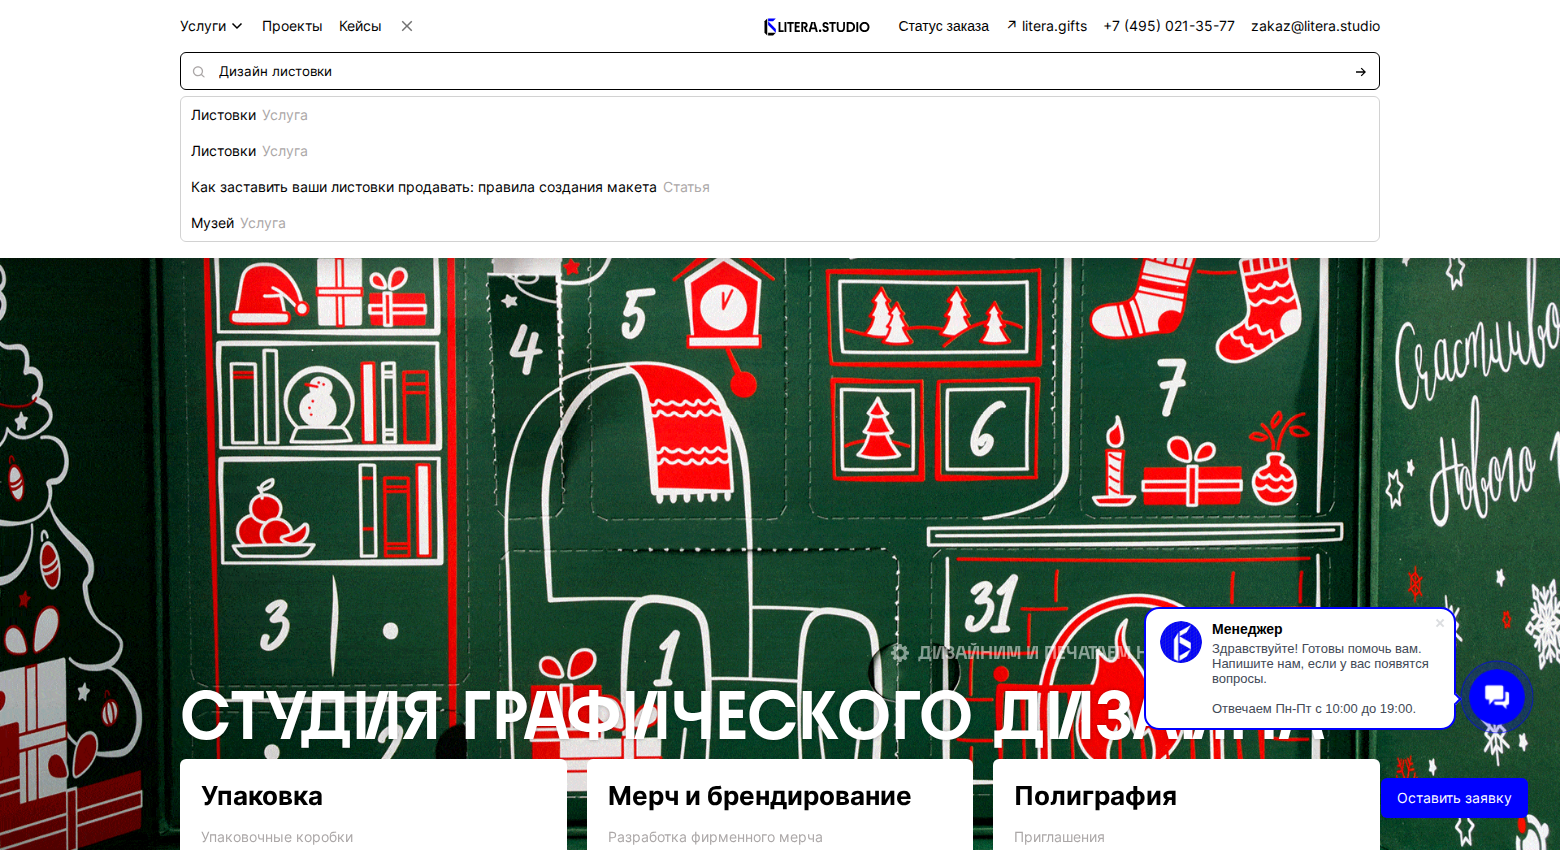 Услуги Проекты Кейсы LITERA.STUDIO Статус заказа litera.gifts +7 (495) 021-35-77 zakaz@litera.studio
Дизайн листовки
Листовки Услуга
Листовки Услуга
Как заставить ваши листовки продавать: правила создания макета Статья
Музей Услуга
4 5 7 6
Счастливо
Нового
3 1 31
2
ДИЗАЙНИМ И ПЕЧАТАЕМ Н
СТУДИЯ ГРАФИЧЕСКОГО ДИЗАЙНА
Менеджер
Здравствуйте! Готовы помочь вам.
Напишите нам, если у вас появятся
вопросы.
Отвечаем Пн-Пт с 10:00 до 19:00.
Оставить заявку
Упаковка
Упаковочные коробки
Мерч и брендирование
Разработка фирменного мерча
Полиграфия
Приглашения